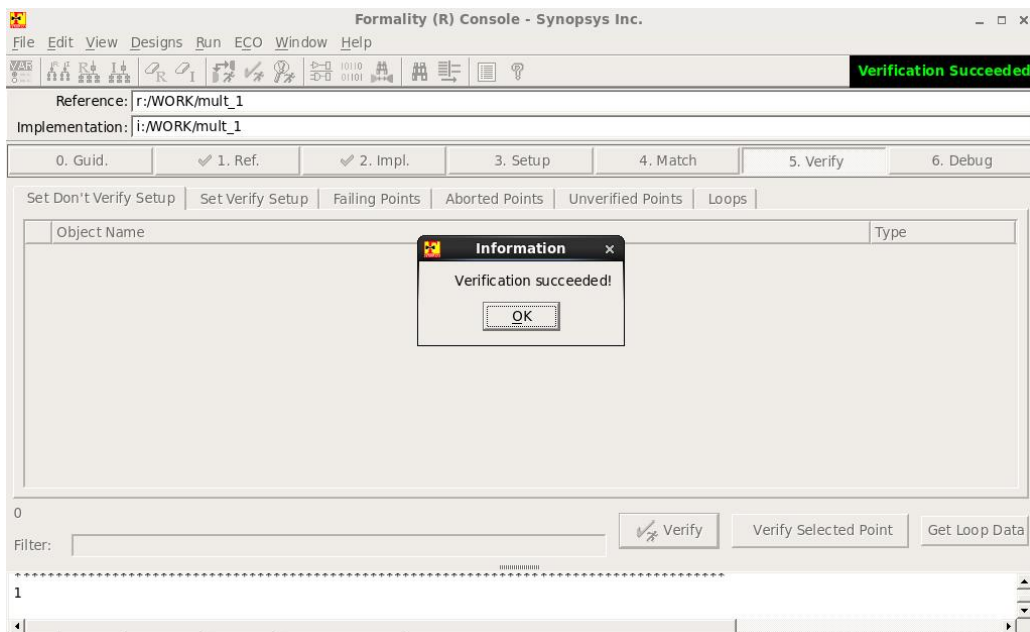 Formality (R) Console - Synopsys Inc.
File Edit View Designs Run ECO Window Help
Verification Succeeded
Reference: r:/WORK/mult_1
Implementation: i:/WORK/mult_1
0. Guid. 1. Ref. 2. Impl. 3. Setup 4. Match 5. Verify 6. Debug
Set Don't Verify Setup Set Verify Setup Failing Points Aborted Points Unverified Points Loops
Object Name Type
Information
Verification succeeded!
OK
0
Verify Verify Selected Point Get Loop Data
Filter:
1